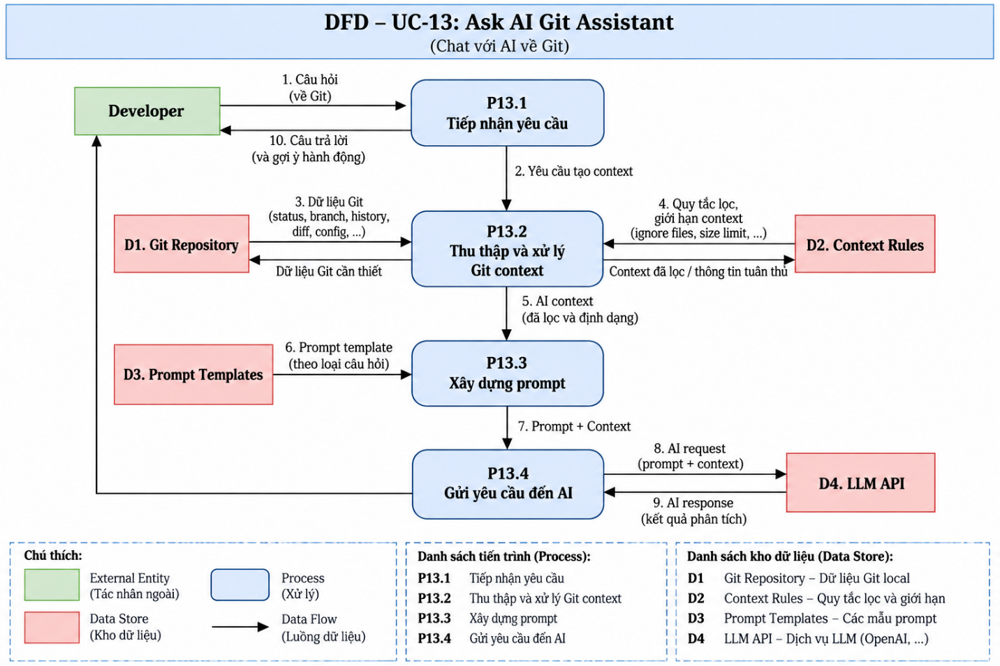 DFD – UC-13: Ask AI Git Assistant
(Chat với AI về Git)
1. Câu hỏi
(về Git)
Developer
P13.1
Tiếp nhận yêu cầu
10. Câu trả lời
(và gợi ý hành động)
2. Yêu cầu tạo context
3. Dữ liệu Git
(status, branch, history,
diff, config, ...)
4. Quy tắc lọc,
giới hạn context
(ignore files, size limit, ...)
D1. Git Repository
P13.2
Thu thập và xử lý
Git context
D2. Context Rules
Dữ liệu Git cần thiết
Context đã lọc / thông tin tuân thủ
5. AI context
(đã lọc và định dạng)
6. Prompt template
(theo loại câu hỏi)
D3. Prompt Templates
P13.3
Xây dựng prompt
7. Prompt + Context
8. AI request
(prompt + context)
P13.4
Gửi yêu cầu đến AI
D4. LLM API
9. AI response
(kết quả phân tích)
Chú thích:
External Entity
(Tác nhân ngoài)
Process
(Xử lý)
Data Store
(Kho dữ liệu)
Data Flow
(Luồng dữ liệu)
Danh sách tiến trình (Process):
P13.1 Tiếp nhận yêu cầu
P13.2 Thu thập và xử lý Git context
P13.3 Xây dựng prompt
P13.4 Gửi yêu cầu đến AI
Danh sách kho dữ liệu (Data Store):
D1 Git Repository – Dữ liệu Git local
D2 Context Rules – Quy tắc lọc và giới hạn
D3 Prompt Templates – Các mẫu prompt
D4 LLM API – Dịch vụ LLM (OpenAI, ...)